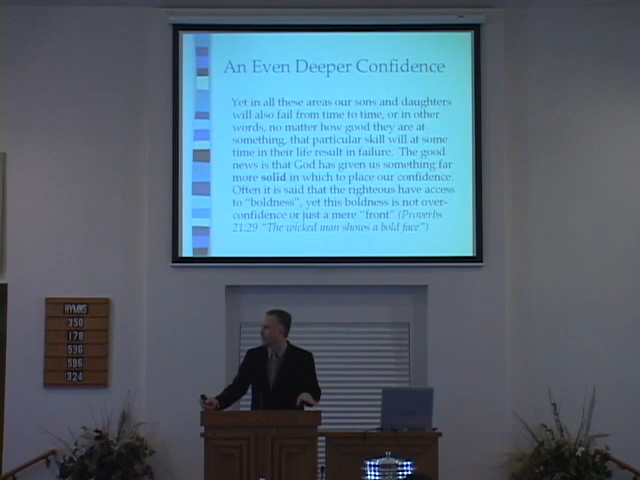 An Even Deeper Confidence
Yet in all these areas our sons and daughters
will also fail from time to time, or in other
words, no matter how good they are at
something, that particular skill will at some
time in their life result in failure. The good
news is that God has given us something far
more solid in which to place our confidence.
Often it is said that the righteous have access
to “boldness”, yet this boldness is not over-
confidence or just a mere “front” (Proverbs
21:29 “The wicked man shows a bold face”)
HYMNS
350
178
536
596
324